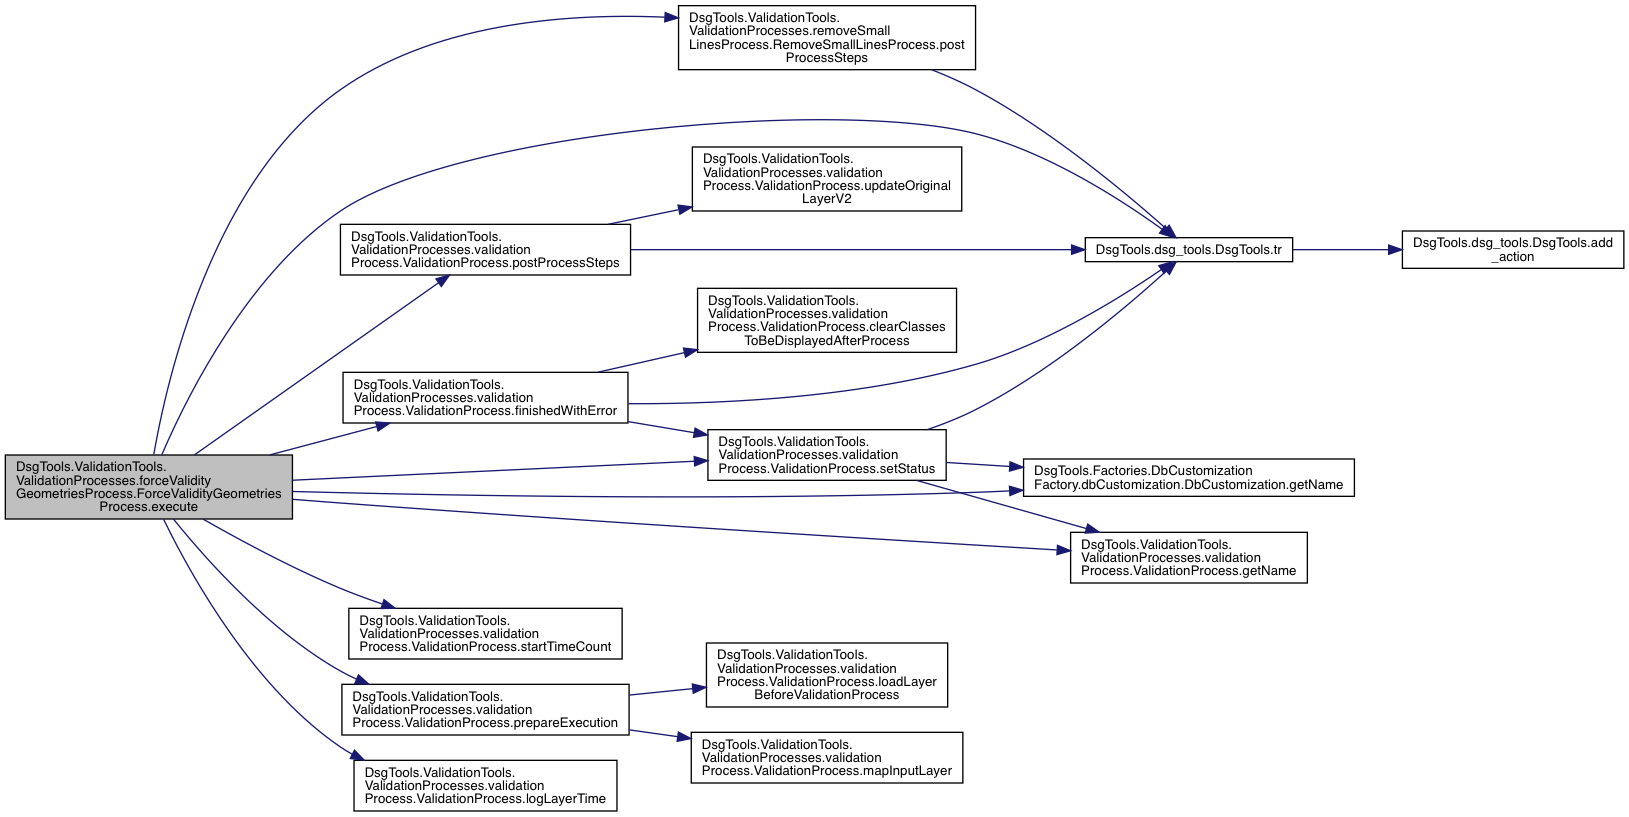 DsgTools.ValidationTools.
ValidationProcesses.removeSmall
LinesProcess.RemoveSmallLinesProcess.post
ProcessSteps
DsgTools.ValidationTools.
ValidationProcesses.validation
Process.ValidationProcess.updateOriginal
LayerV2
DsgTools.ValidationTools.
ValidationProcesses.validation
Process.ValidationProcess.postProcessSteps
DsgTools.dsg_tools.DsgTools.tr
DsgTools.dsg_tools.DsgTools.add
_action
DsgTools.ValidationTools.
ValidationProcesses.validation
Process.ValidationProcess.clearClasses
ToBeDisplayedAfterProcess
DsgTools.ValidationTools.
ValidationProcesses.validation
Process.ValidationProcess.finishedWithError
DsgTools.ValidationTools.
ValidationProcesses.validation
Process.ValidationProcess.setStatus
DsgTools.ValidationTools.
ValidationProcesses.forceValidity
GeometriesProcess.ForceValidityGeometries
Process.execute
DsgTools.Factories.DbCustomization
Factory.dbCustomization.DbCustomization.getName
DsgTools.ValidationTools.
ValidationProcesses.validation
Process.ValidationProcess.getName
DsgTools.ValidationTools.
ValidationProcesses.validation
Process.ValidationProcess.startTimeCount
DsgTools.ValidationTools.
ValidationProcesses.validation
Process.ValidationProcess.loadLayer
BeforeValidationProcess
DsgTools.ValidationTools.
ValidationProcesses.validation
Process.ValidationProcess.prepareExecution
DsgTools.ValidationTools.
ValidationProcesses.validation
Process.ValidationProcess.mapInputLayer
DsgTools.ValidationTools.
ValidationProcesses.validation
Process.ValidationProcess.logLayerTime